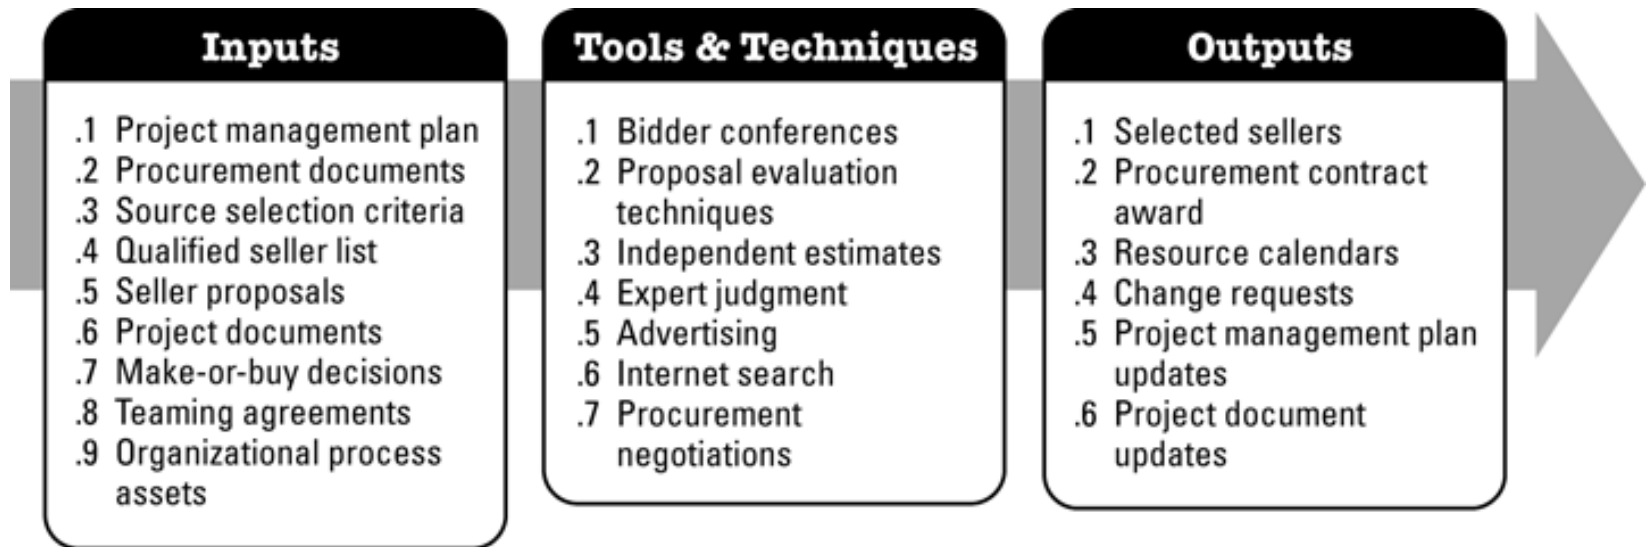 Inputs
.1 Project management plan
.2 Procurement documents
.3 Source selection criteria
.4 Qualified seller list
.5 Seller proposals
.6 Project documents
.7 Make-or-buy decisions
.8 Teaming agreements
.9 Organizational process
assets
Tools & Techniques
.1 Bidder conferences
.2 Proposal evaluation
techniques
.3 Independent estimates
.4 Expert judgment
.5 Advertising
.6 Internet search
.7 Procurement
negotiations
Outputs
.1 Selected sellers
.2 Procurement contract
award
.3 Resource calendars
.4 Change requests
.5 Project management plan
updates
.6 Project document
updates